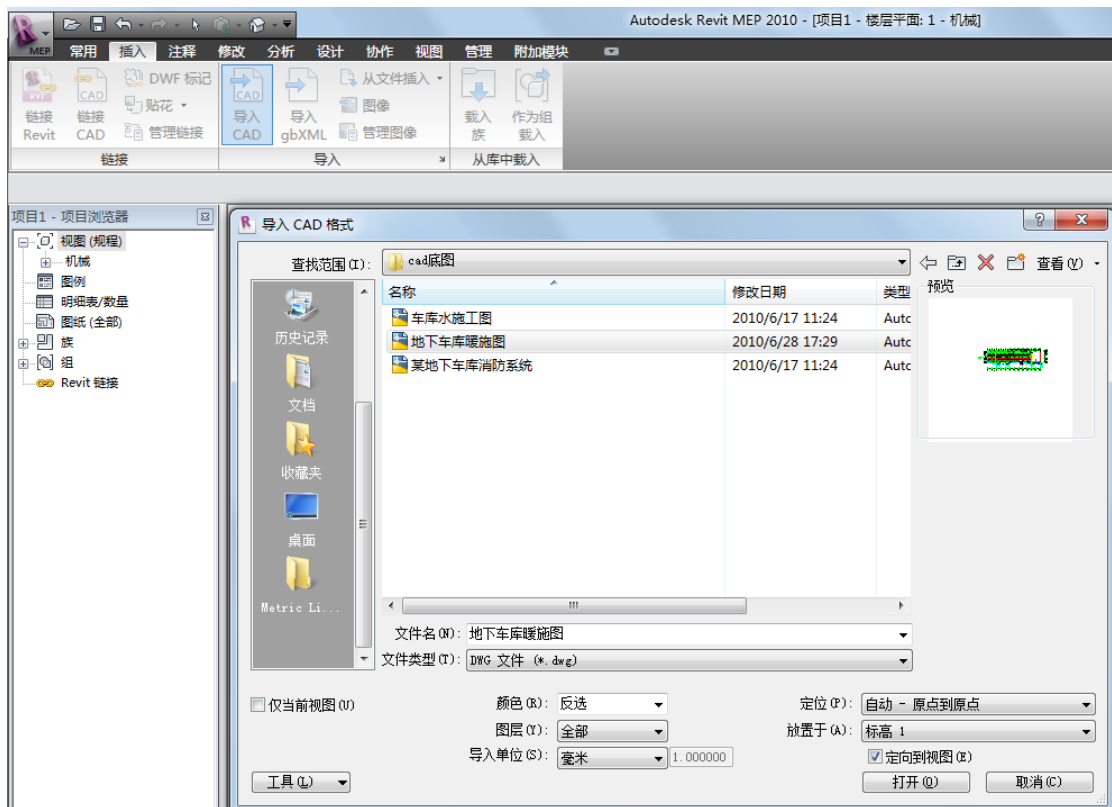 Autodesk Revit MEP 2010 - [项目1 - 楼层平面: 1 - 机械]
MEP 常用 插入 注释 修改 分析 设计 协作 视图 管理 附加模块
链接 Revit
链接 CAD
DWF 标记
贴花
管理链接
导入 CAD
导入 gbXML
从文件插入
图像
管理图像
载入 族
作为组 载入
链接 导入 从库中载入
项目1 - 项目浏览器
视图 (规程)
机械
图例
明细表/数量
图纸 (全部)
族
组
Revit 链接
导入 CAD 格式
查找范围(I): cad底图 查看(V)
历史记录
文档
收藏夹
桌面
Metric Li...
名称 修改日期 类型
车库水施工图 2010/6/17 11:24 Autc
地下车库暖施图 2010/6/28 17:29 Autc
某地下车库消防系统 2010/6/17 11:24 Autc
预览
文件名(N): 地下车库暖施图
文件类型(T): DWG 文件 (*.dwg)
仅当前视图(U) 颜色(R): 反选 定位(P): 自动 - 原点到原点
图层(Y): 全部 放置于(A): 标高 1
导入单位(S): 毫米 1.000000 定向到视图(E)
工具(L) 打开(O) 取消(C)